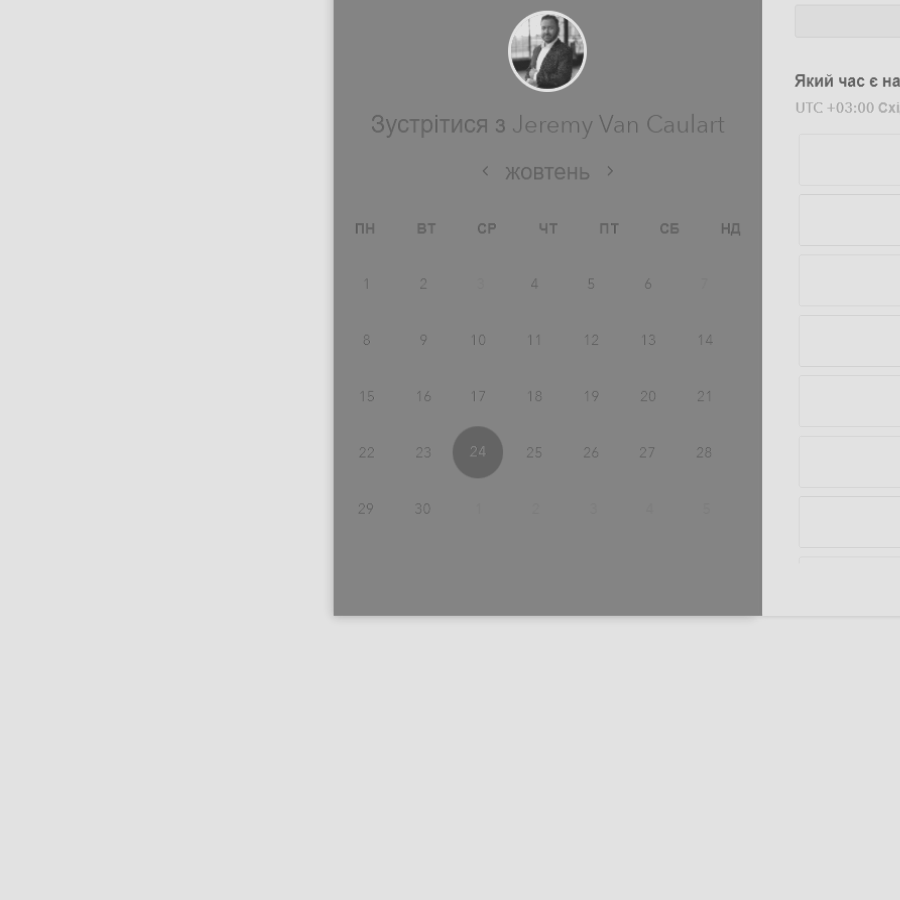 Зустрітися з Jeremy Van Caulart
жовтень
ПН ВТ СР ЧТ ПТ СБ НД
1 2 3 4 5 6 7
8 9 10 11 12 13 14
15 16 17 18 19 20 21
22 23 24 25 26 27 28
29 30 1 2 3 4 5
Який час є на
UTC +03:00 Схі